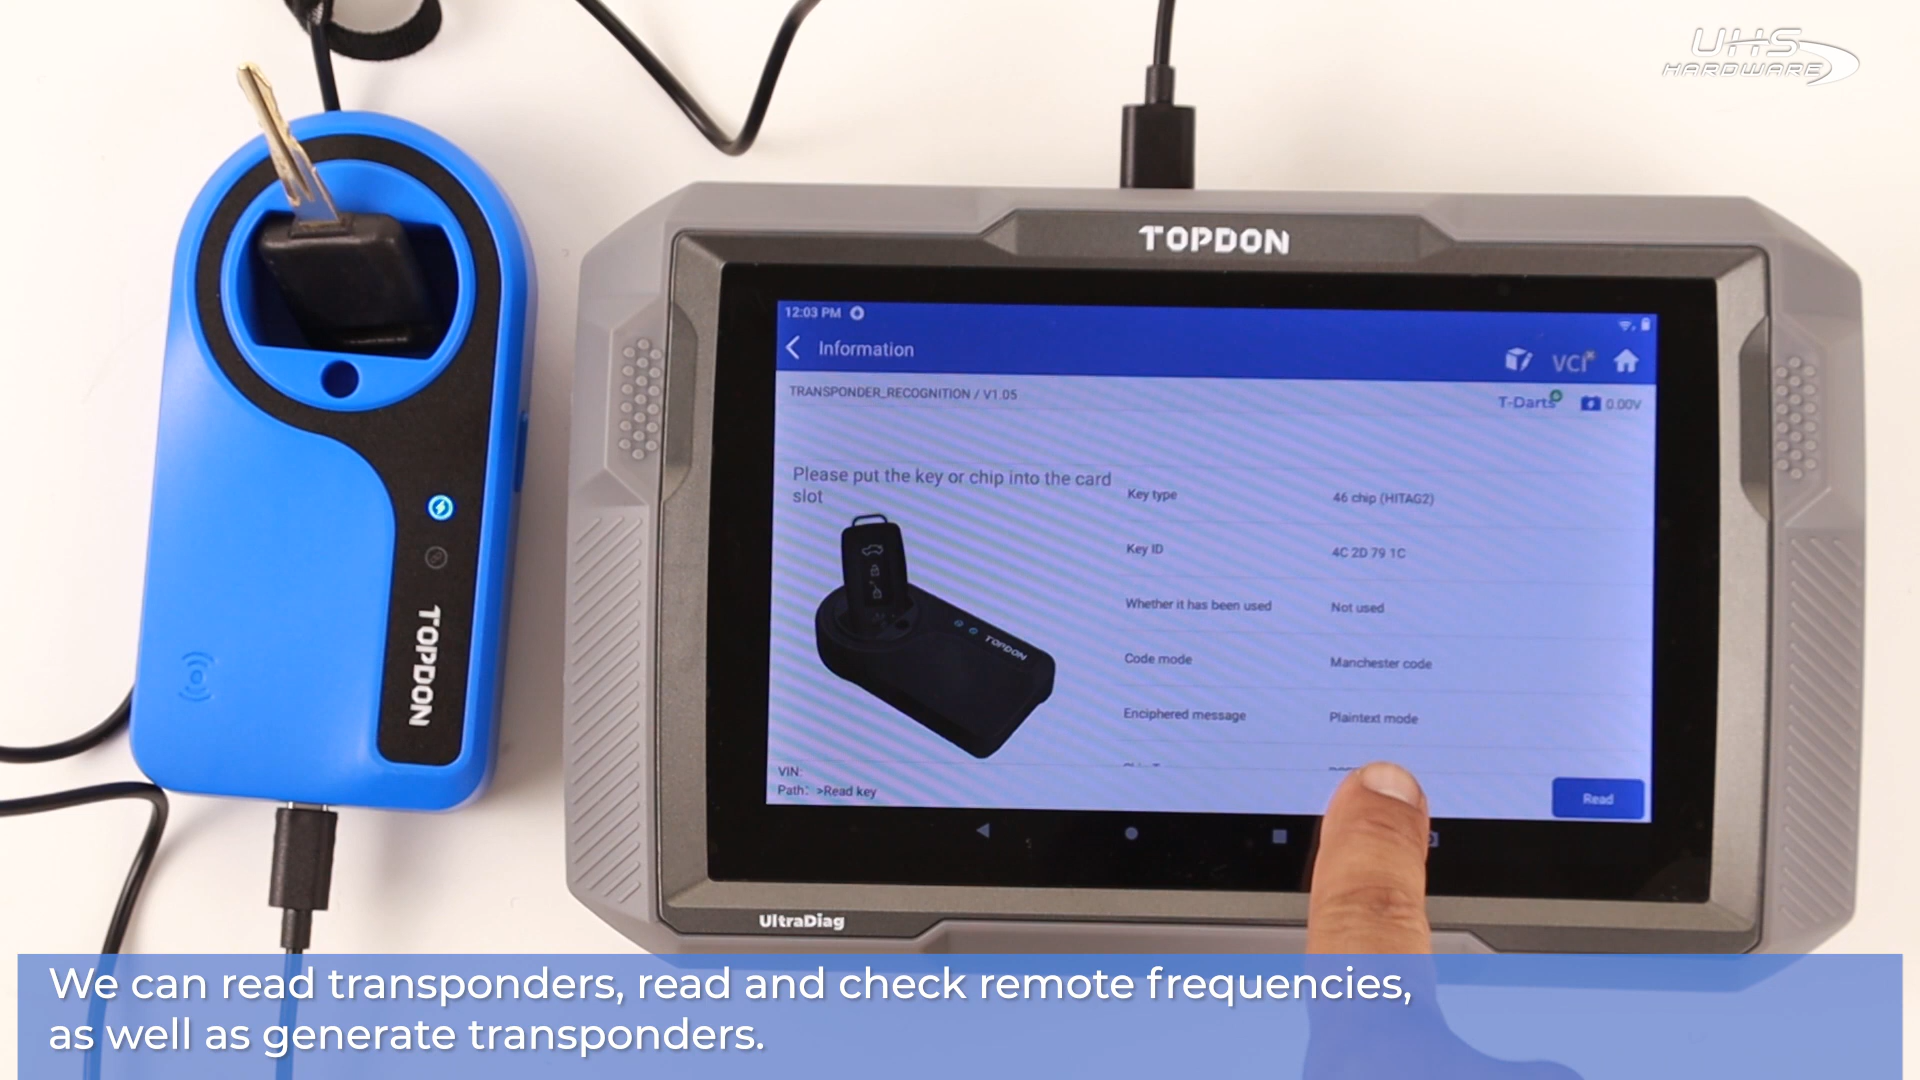 UHS
HARDWARE
TOPDON
12:03 PM
Information
VCI
TRANSPONDER_RECOGNITION / V1.05
T-Darts
0.00V
Please put the key or chip into the card
slot
Key type
46 chip (HITAG2)
Key ID
4C 2D 79 1C
Whether it has been used
Not used
Code mode
Manchester code
Enciphered message
Plaintext mode
TOPDON
VIN:
Path: >Read key
Read
TOPDON
UltraDiag
We can read transponders, read and check remote frequencies,
as well as generate transponders.